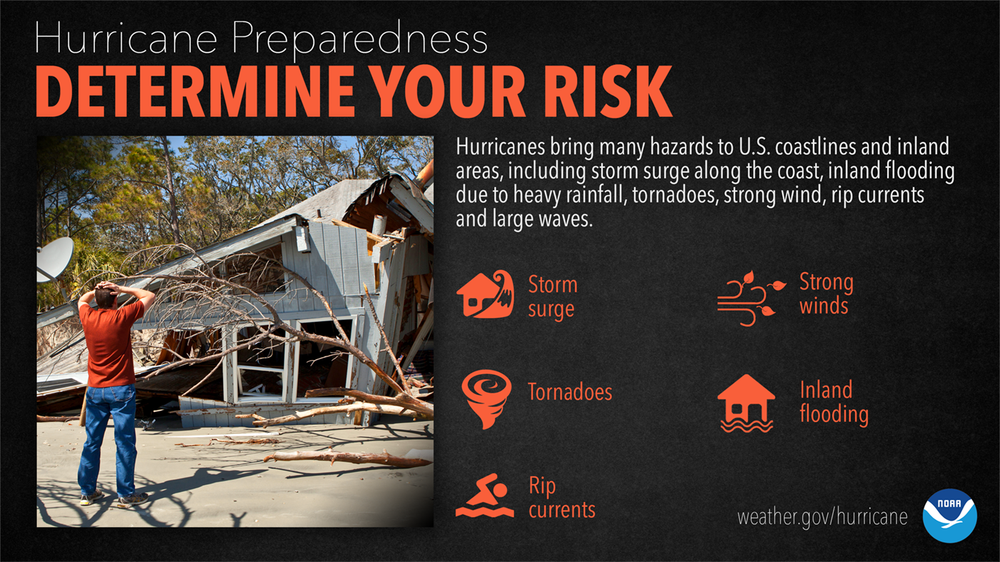 Hurricane Preparedness
DETERMINE YOUR RISK
Hurricanes bring many hazards to U.S. coastlines and inland
areas, including storm surge along the coast, inland flooding
due to heavy rainfall, tornadoes, strong wind, rip currents
and large waves.
Storm
surge
Strong
winds
Tornadoes
Inland
flooding
Rip
currents
weather.gov/hurricane
NOAA